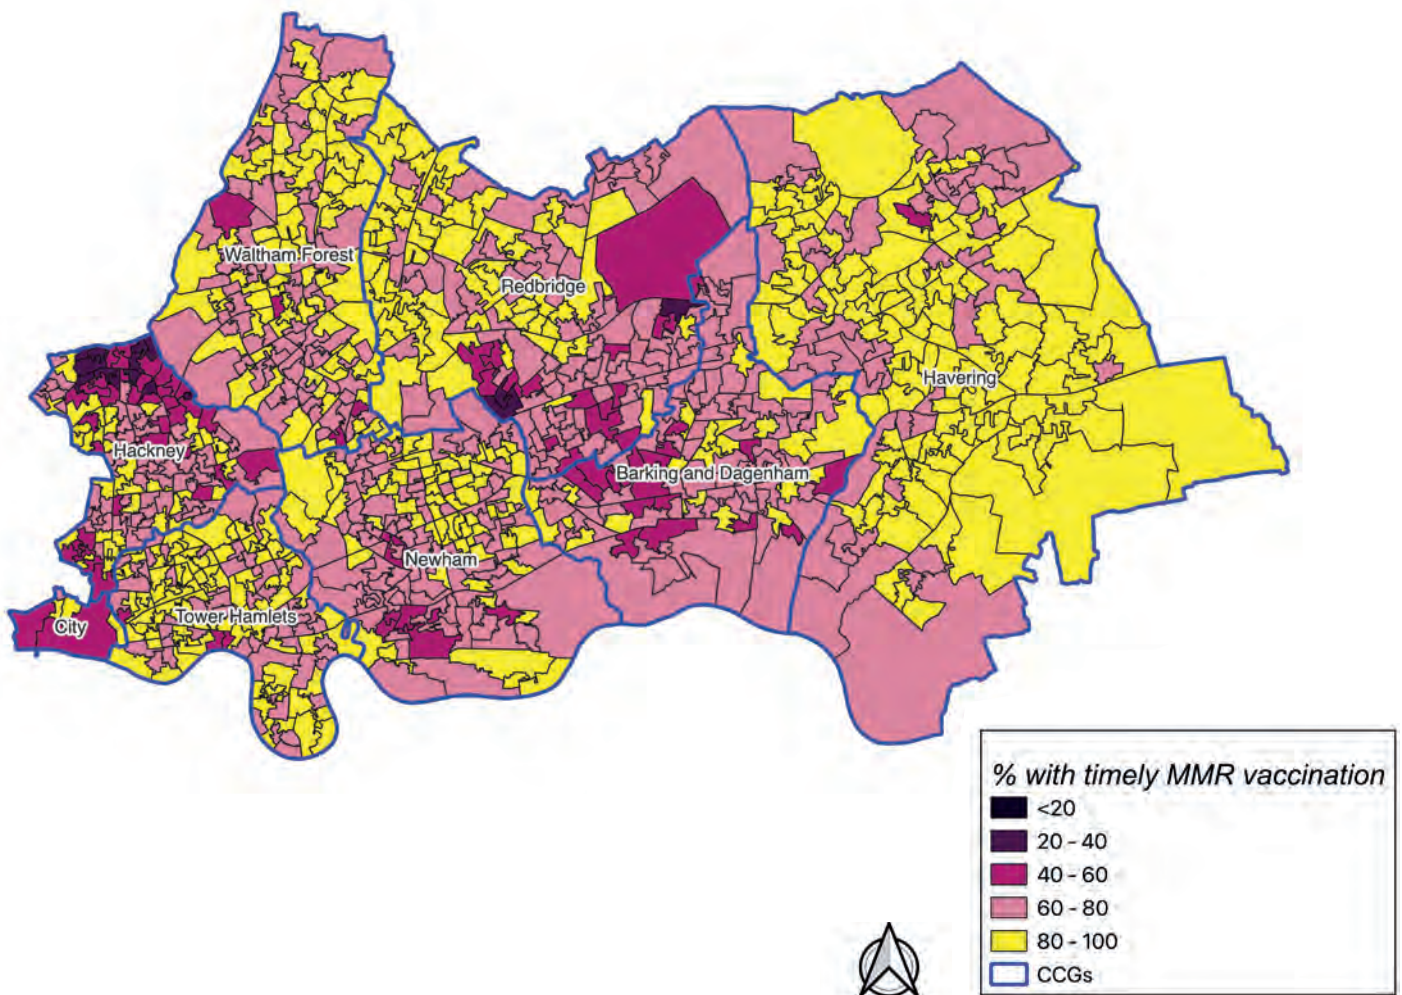 Waltham Forest
Redbridge
Havering
Hackney
Barking and Dagenham
Newham
Tower Hamlets
City
% with timely MMR vaccination
<20
20 - 40
40 - 60
60 - 80
80 - 100
CCGs